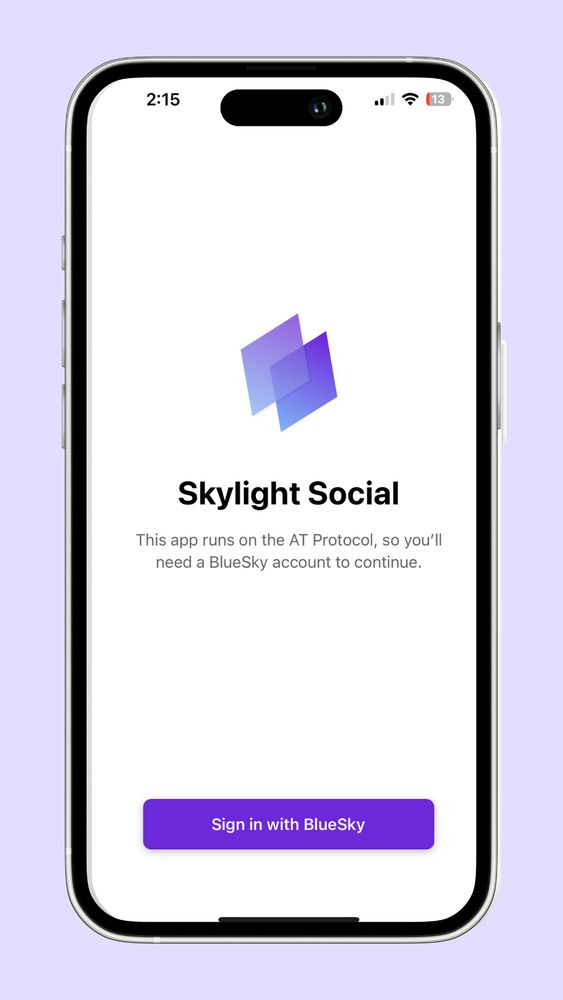 2:15
13
Skylight Social
This app runs on the AT Protocol, so you’ll
need a BlueSky account to continue.
Sign in with BlueSky